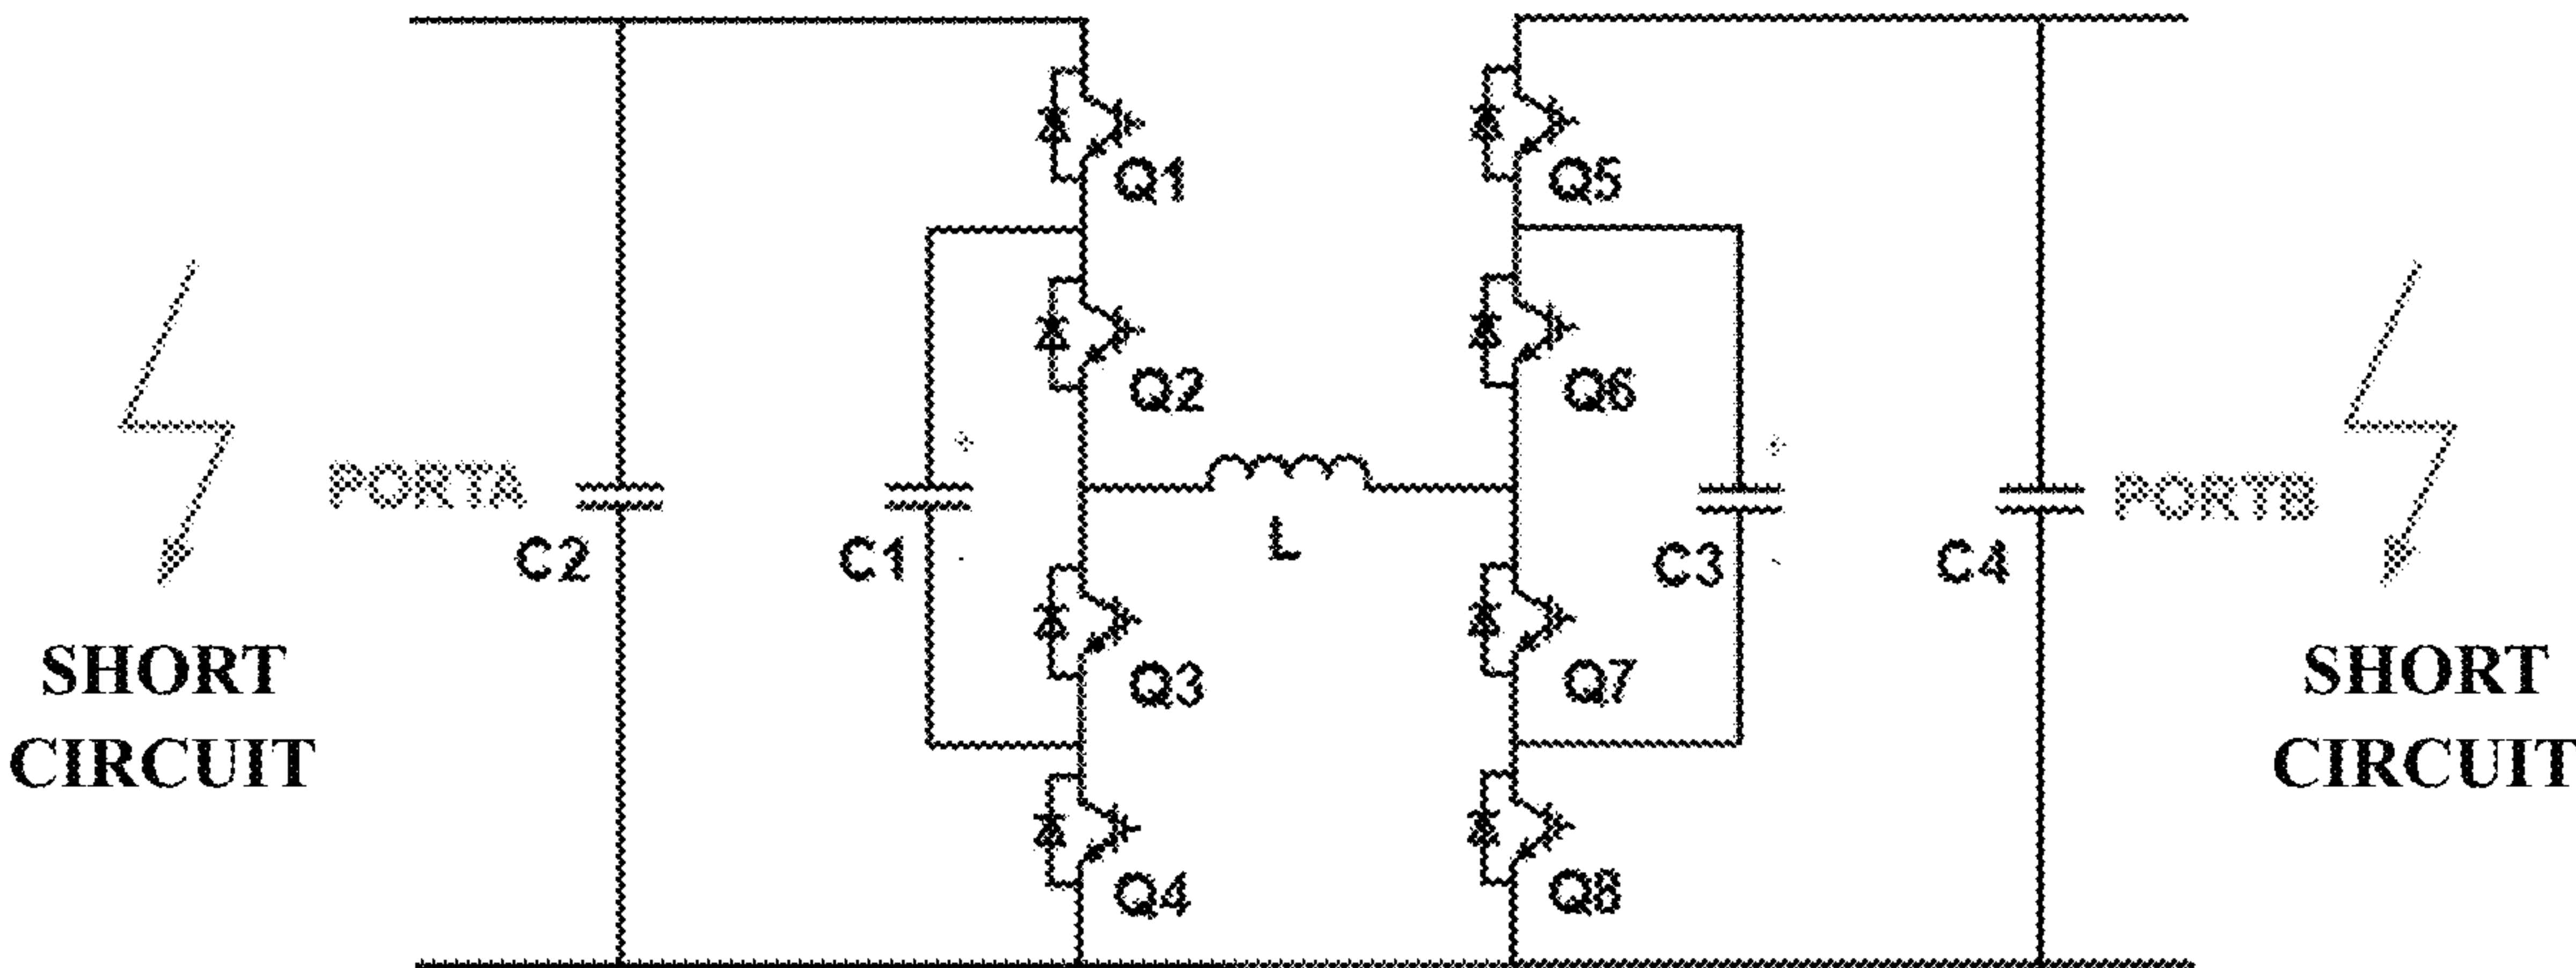 Q1
Q5
Q2
Q6
+
+
PORTA
PORTB
C2
C1
L
C3
C4
-
-
SHORT
CIRCUIT
SHORT
CIRCUIT
Q3
Q7
Q4
Q8